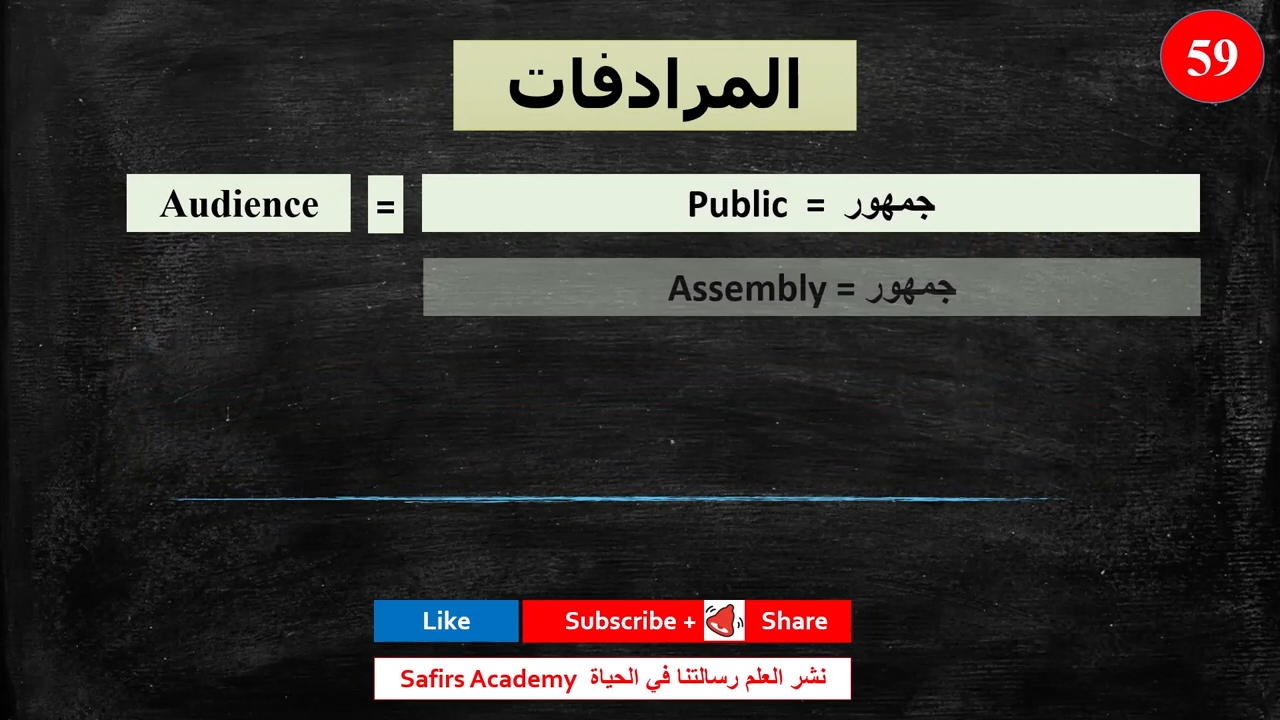 59
المرادفات
Audience = Public = جمهور
Assembly = جمهور
Like Subscribe + Share
Safirs Academy نشر العلم رسالتنا في الحياة